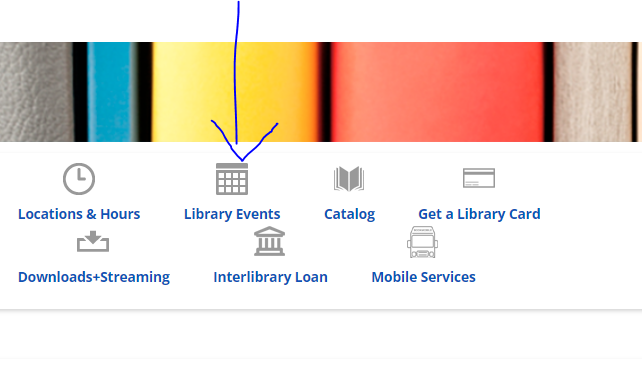 Locations & Hours Library Events Catalog Get a Library Card
Downloads+Streaming Interlibrary Loan Mobile Services